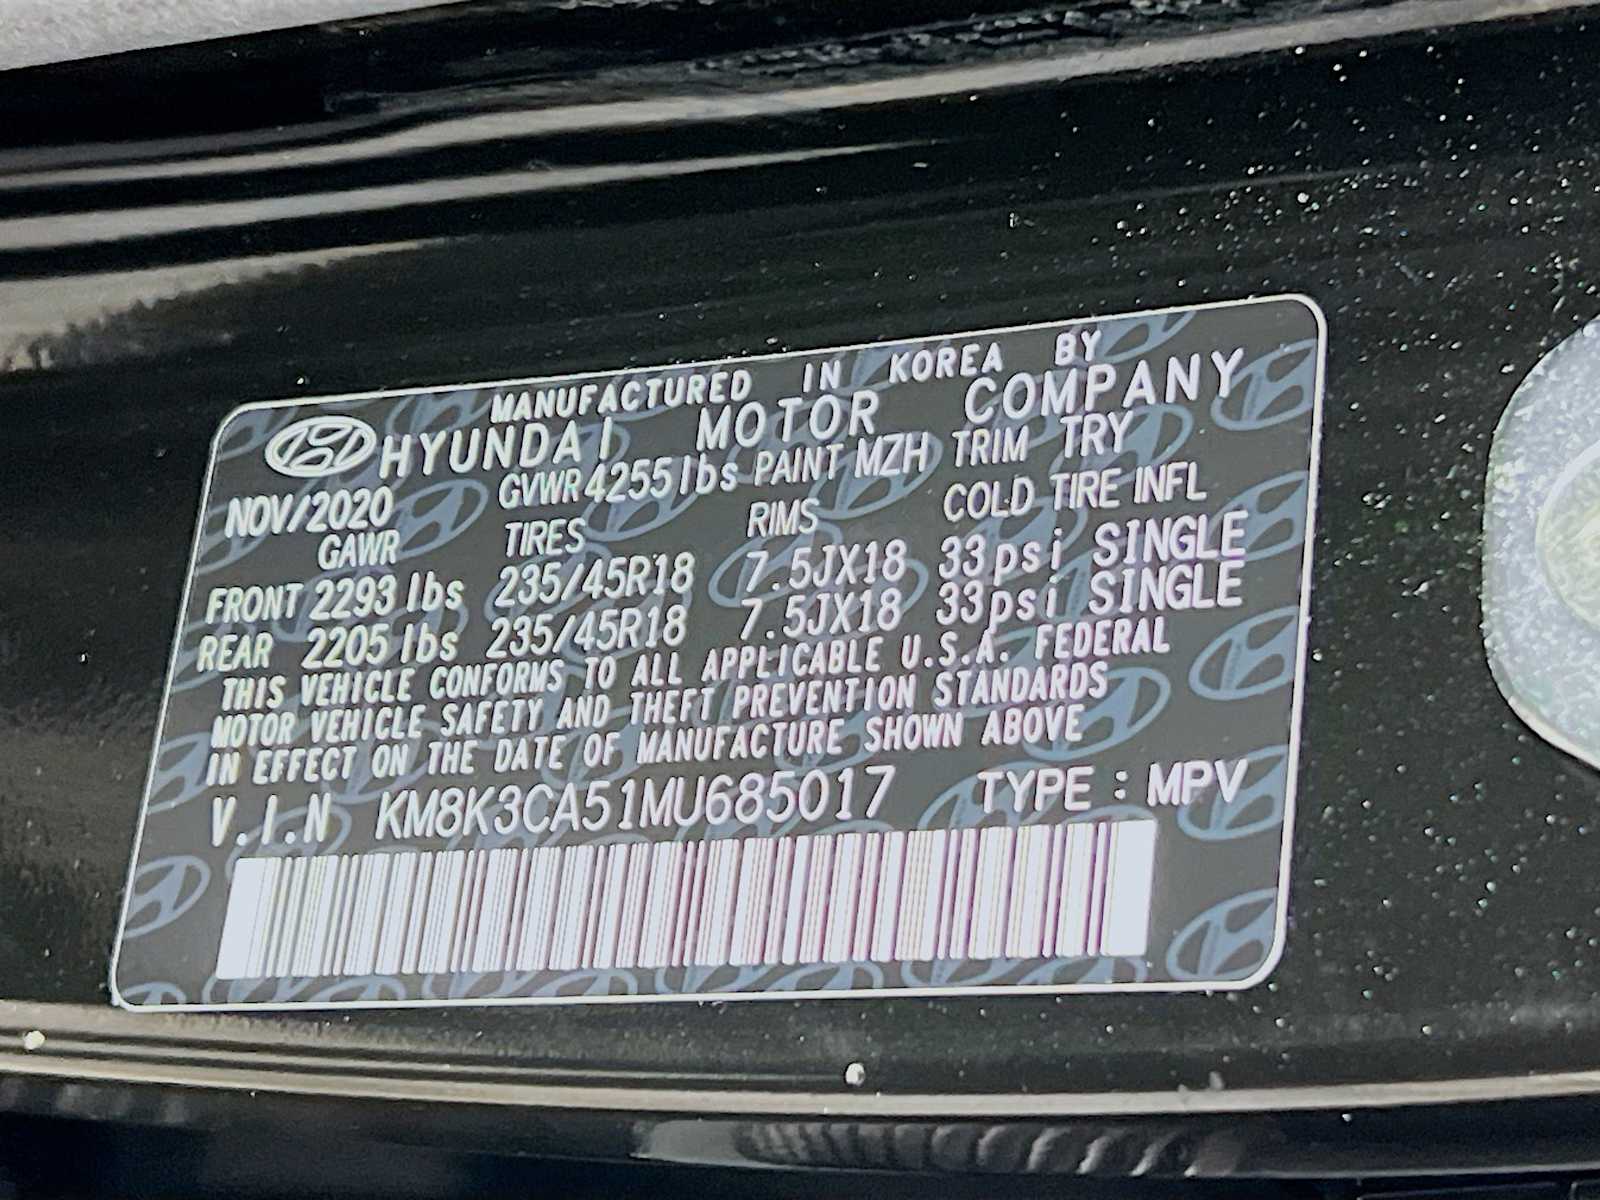 MANUFACTURED IN KOREA BY
HYUNDAI MOTOR COMPANY
NOV/2020 GVWR 4255lbs PAINT MZH TRIM TRY
GAWR TIRES RIMS COLD TIRE INFL
FRONT 2293 lbs 235/45R18 7.5JX18 33psi SINGLE
REAR 2205 lbs 235/45R18 7.5JX18 33psi SINGLE
THIS VEHICLE CONFORMS TO ALL APPLICABLE U.S.A. FEDERAL
MOTOR VEHICLE SAFETY AND THEFT PREVENTION STANDARDS
IN EFFECT ON THE DATE OF MANUFACTURE SHOWN ABOVE
V.I.N KM8K3CA51MU685017 TYPE : MPV